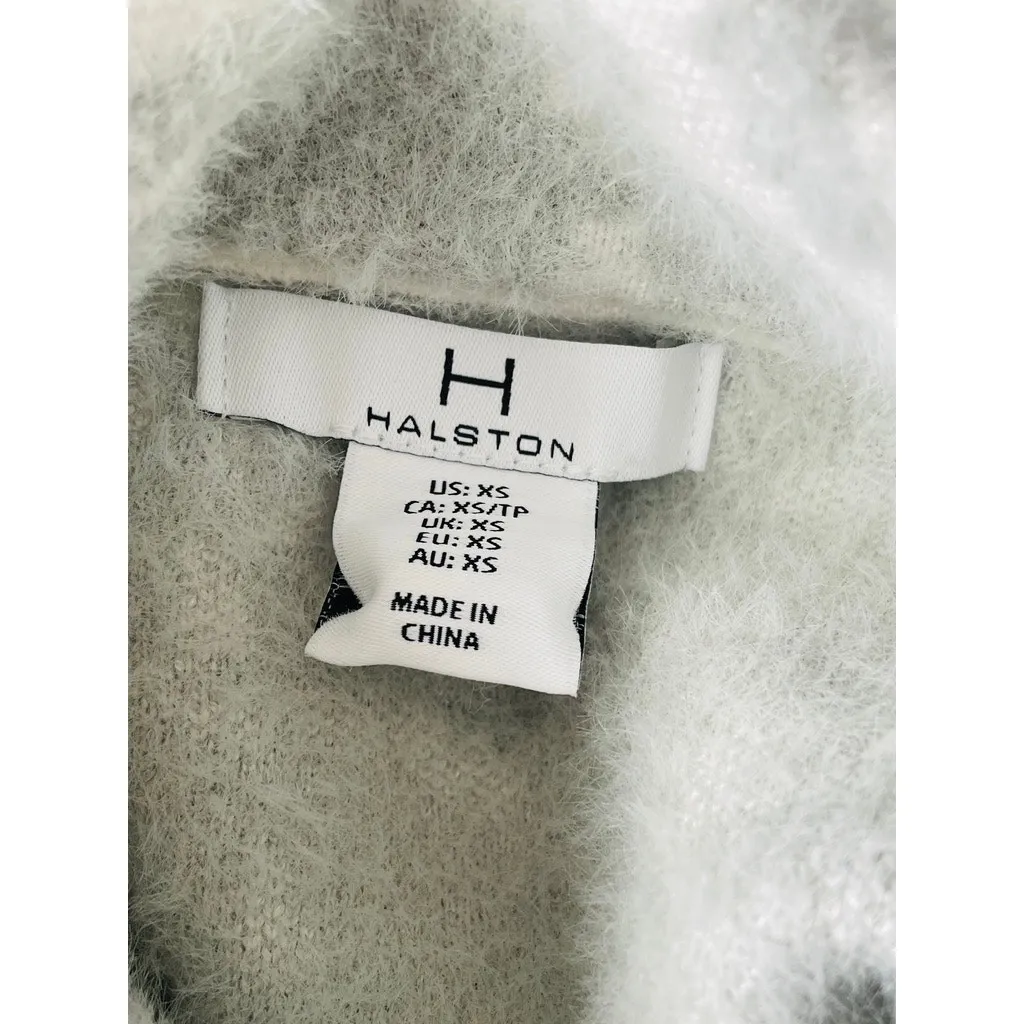 H
HALSTON
US: XS
CA: XS/TP
UK: XS
EU: XS
AU: XS
MADE IN
CHINA